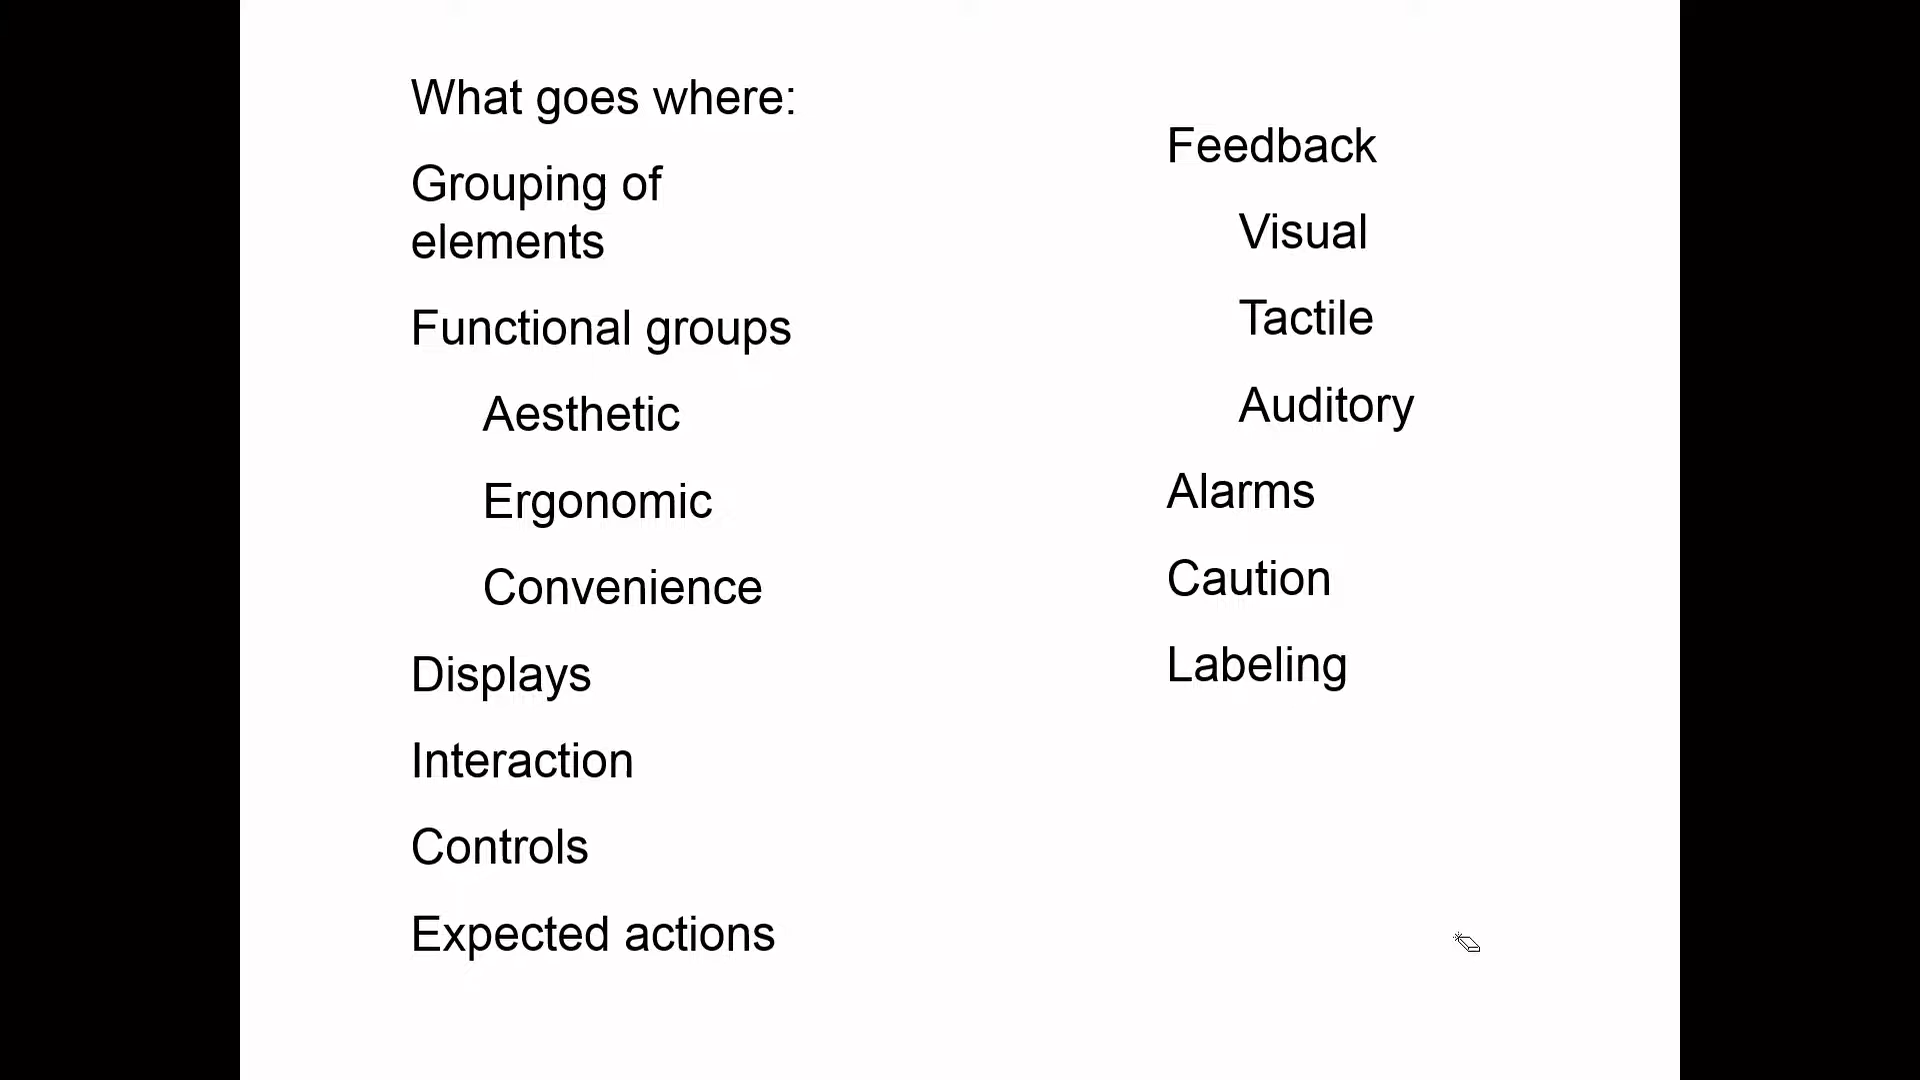 What goes where:
Grouping of
elements
Functional groups
Aesthetic
Ergonomic
Convenience
Displays
Interaction
Controls
Expected actions
Feedback
Visual
Tactile
Auditory
Alarms
Caution
Labeling